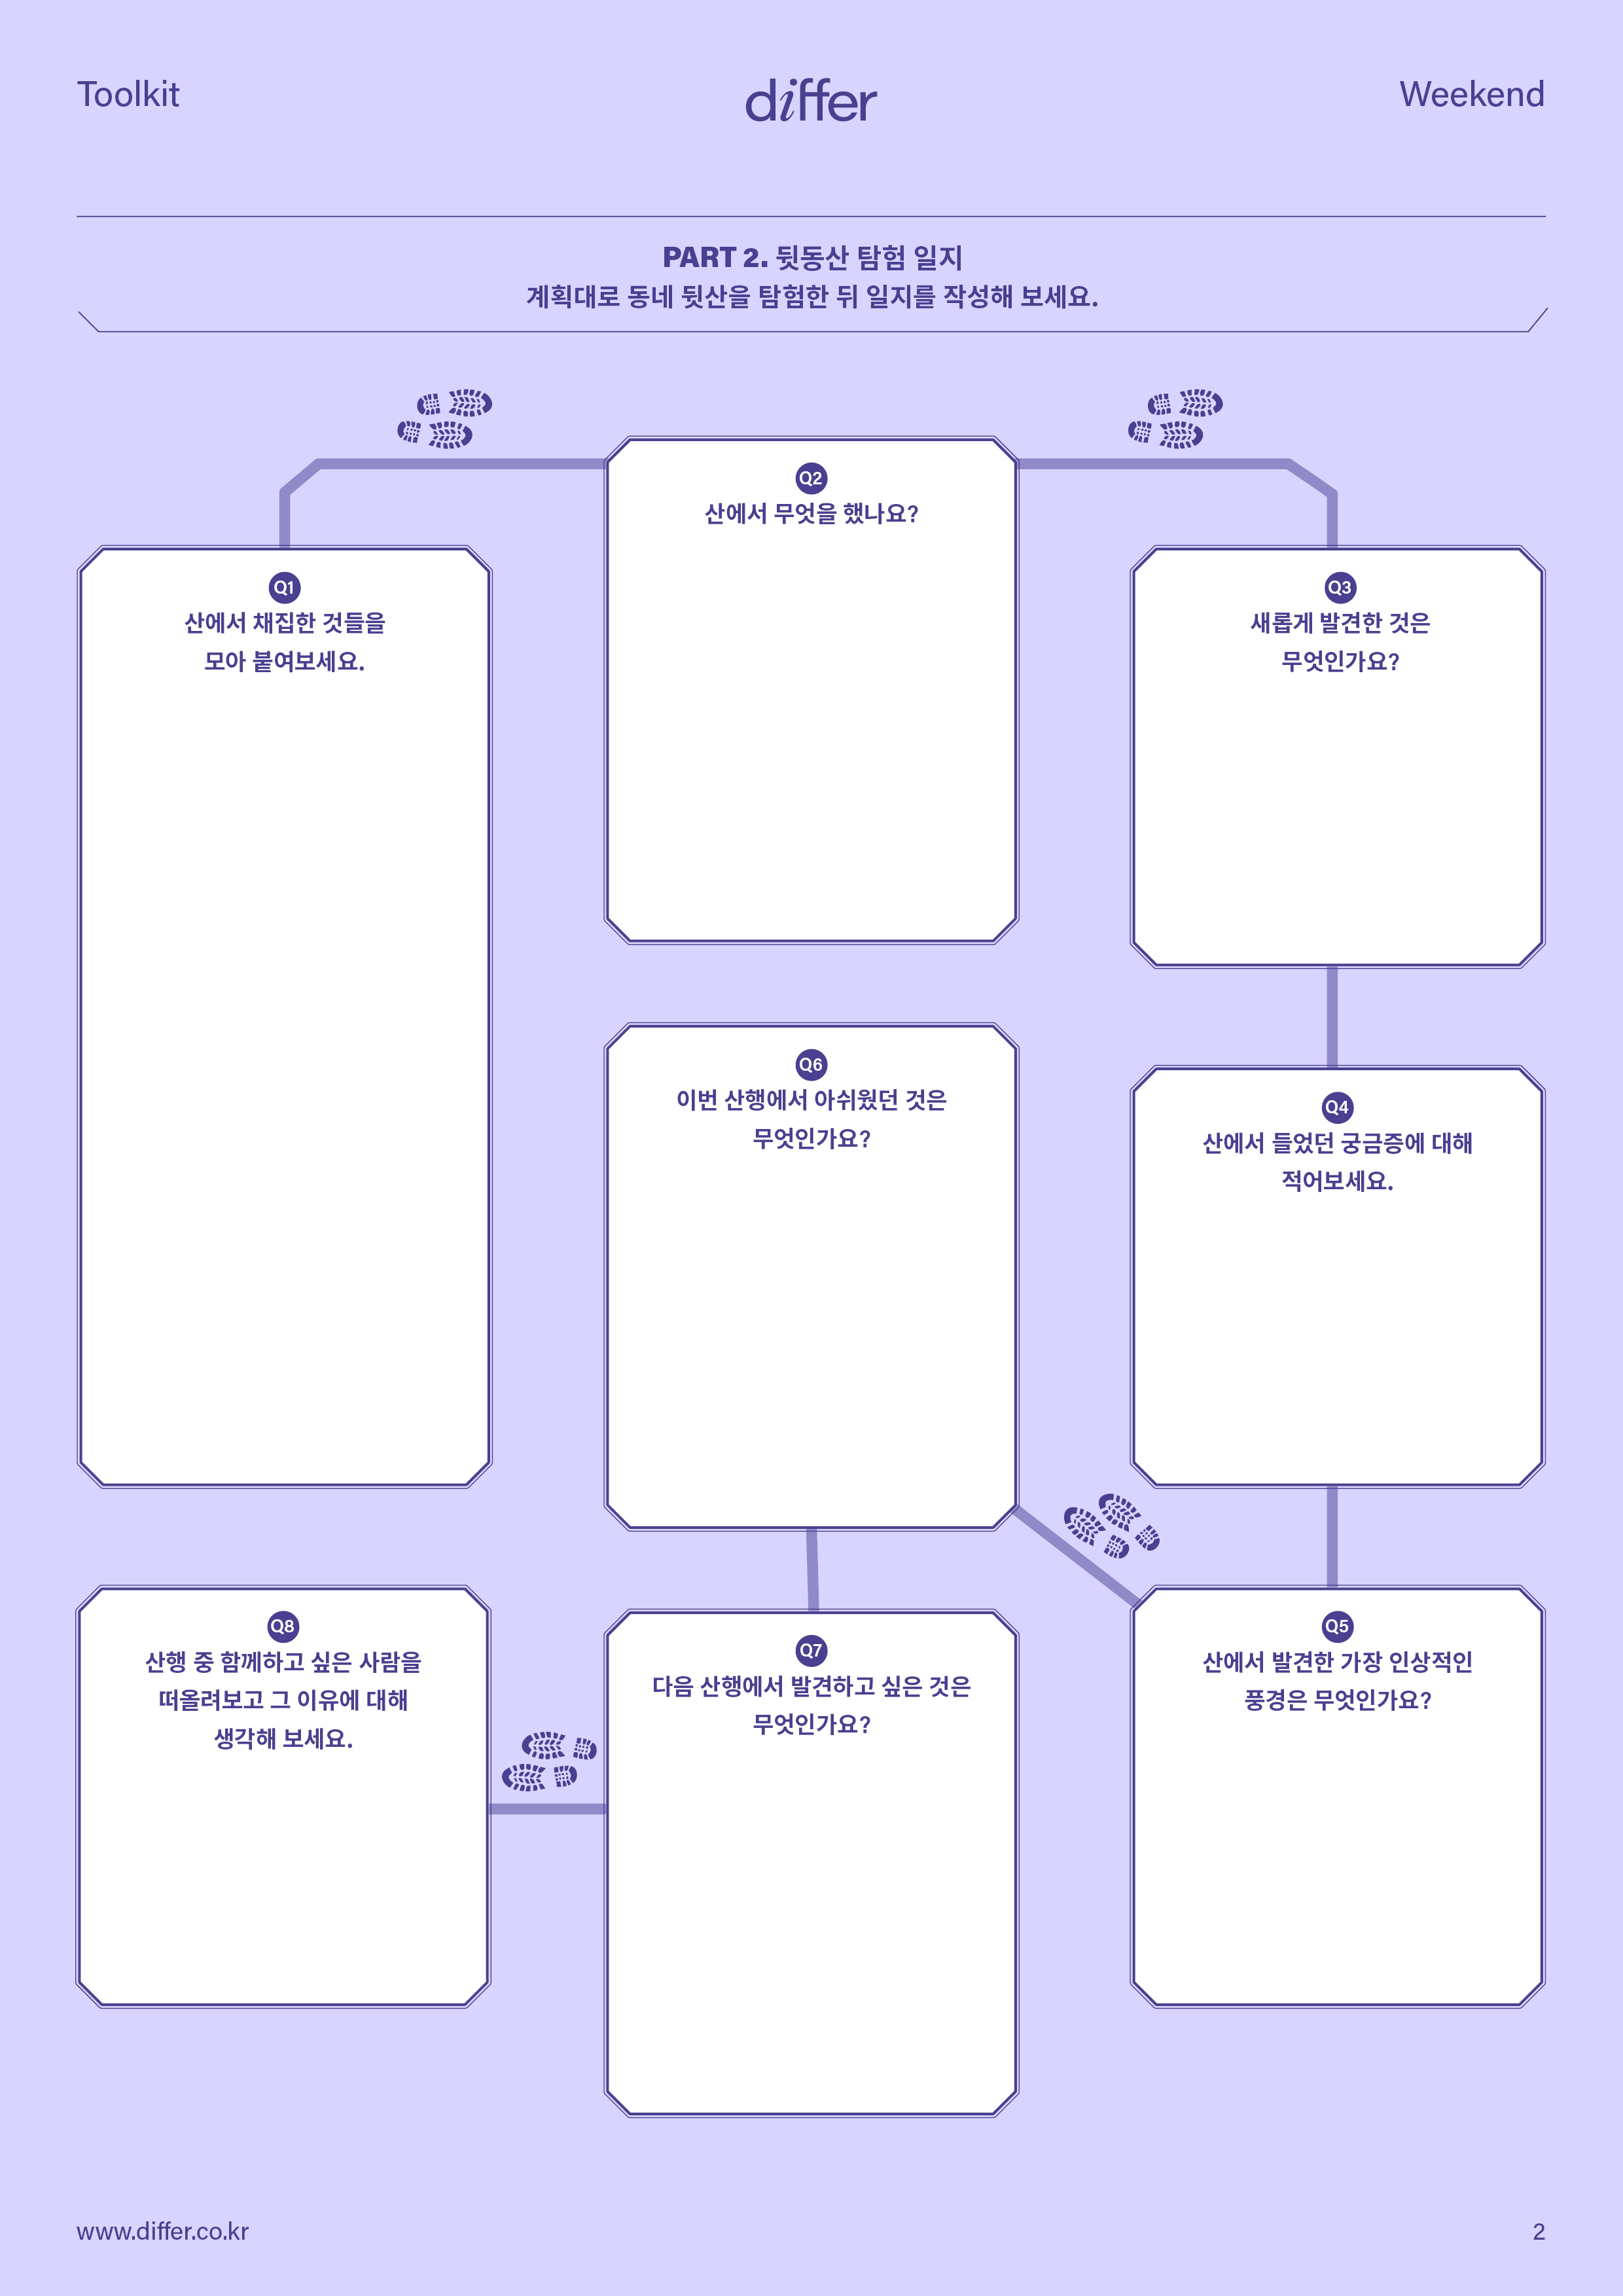 Toolkit
differ
Weekend
PART 2. 뒷동산 탐험 일지
계획대로 동네 뒷산을 탐험한 뒤 일지를 작성해 보세요.
Q1
산에서 채집한 것들을
모아 붙여보세요.
Q2
산에서 무엇을 했나요?
Q3
새롭게 발견한 것은
무엇인가요?
Q4
산에서 들었던 궁금증에 대해
적어보세요.
Q5
산에서 발견한 가장 인상적인
풍경은 무엇인가요?
Q6
이번 산행에서 아쉬웠던 것은
무엇인가요?
Q7
다음 산행에서 발견하고 싶은 것은
무엇인가요?
Q8
산행 중 함께하고 싶은 사람을
떠올려보고 그 이유에 대해
생각해 보세요.
www.differ.co.kr
2